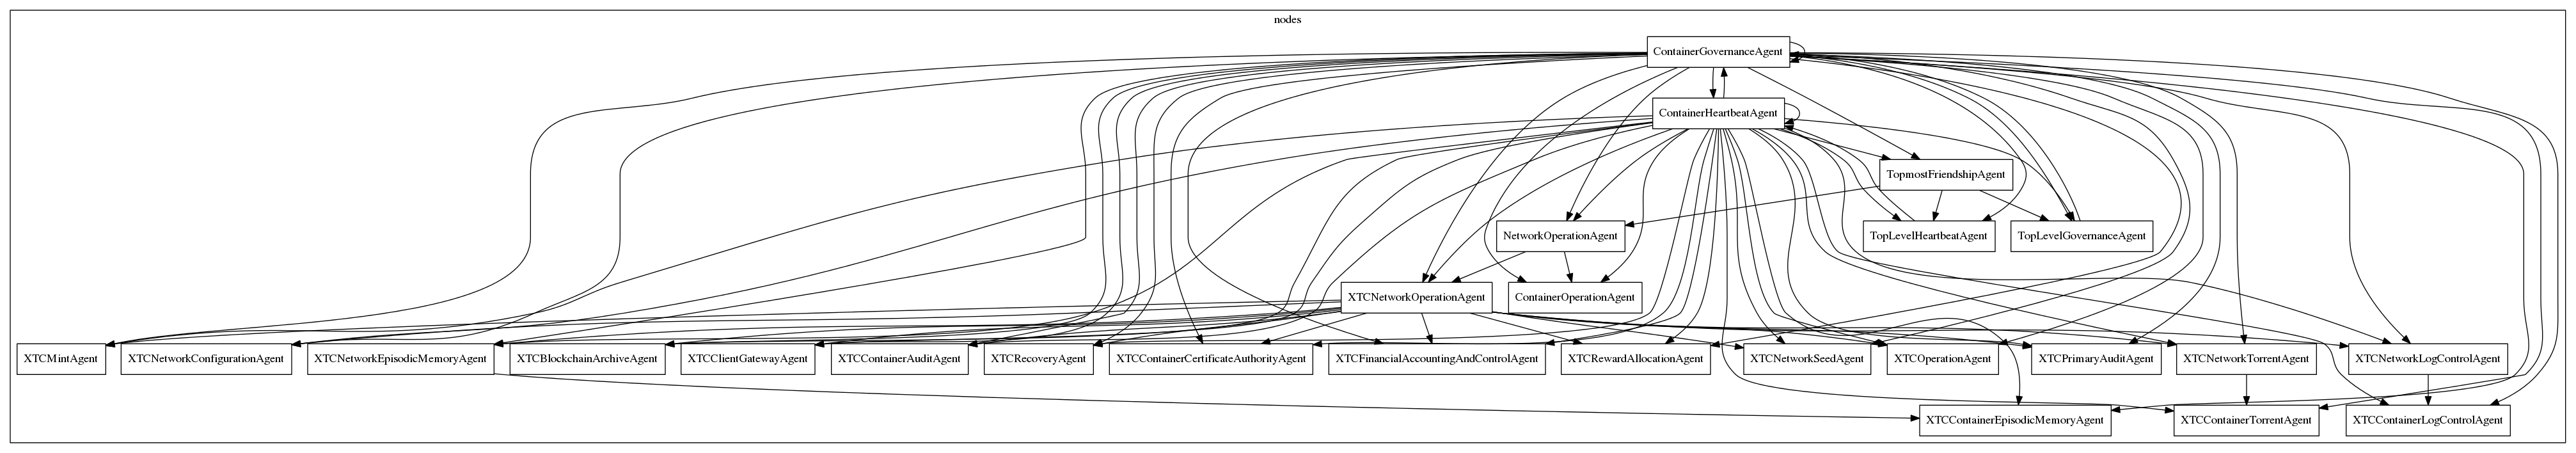 nodes
ContainerGovernanceAgent
ContainerHeartbeatAgent
TopmostFriendshipAgent
NetworkOperationAgent
TopLevelHeartbeatAgent
TopLevelGovernanceAgent
XTCNetworkOperationAgent
ContainerOperationAgent
XTCMintAgent
XTCNetworkConfigurationAgent
XTCNetworkEpisodicMemoryAgent
XTCBlockchainArchiveAgent
XTCClientGatewayAgent
XTCContainerAuditAgent
XTCRecoveryAgent
XTCContainerCertificateAuthorityAgent
XTCFinancialAccountingAndControlAgent
XTCRewardAllocationAgent
XTCNetworkSeedAgent
XTCOperationAgent
XTCPrimaryAuditAgent
XTCNetworkTorrentAgent
XTCNetworkLogControlAgent
XTCContainerEpisodicMemoryAgent
XTCContainerTorrentAgent
XTCContainerLogControlAgent